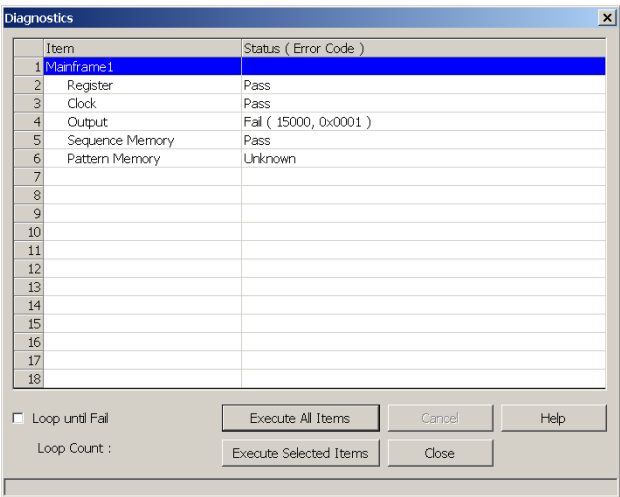 Diagnostics
Item Status ( Error Code )
1 Mainframe1
2 Register Pass
3 Clock Pass
4 Output Fail ( 15000, 0x0001 )
5 Sequence Memory Pass
6 Pattern Memory Unknown
7
8
9
10
11
12
13
14
15
16
17
18
Loop until Fail Execute All Items Cancel Help
Loop Count : Execute Selected Items Close